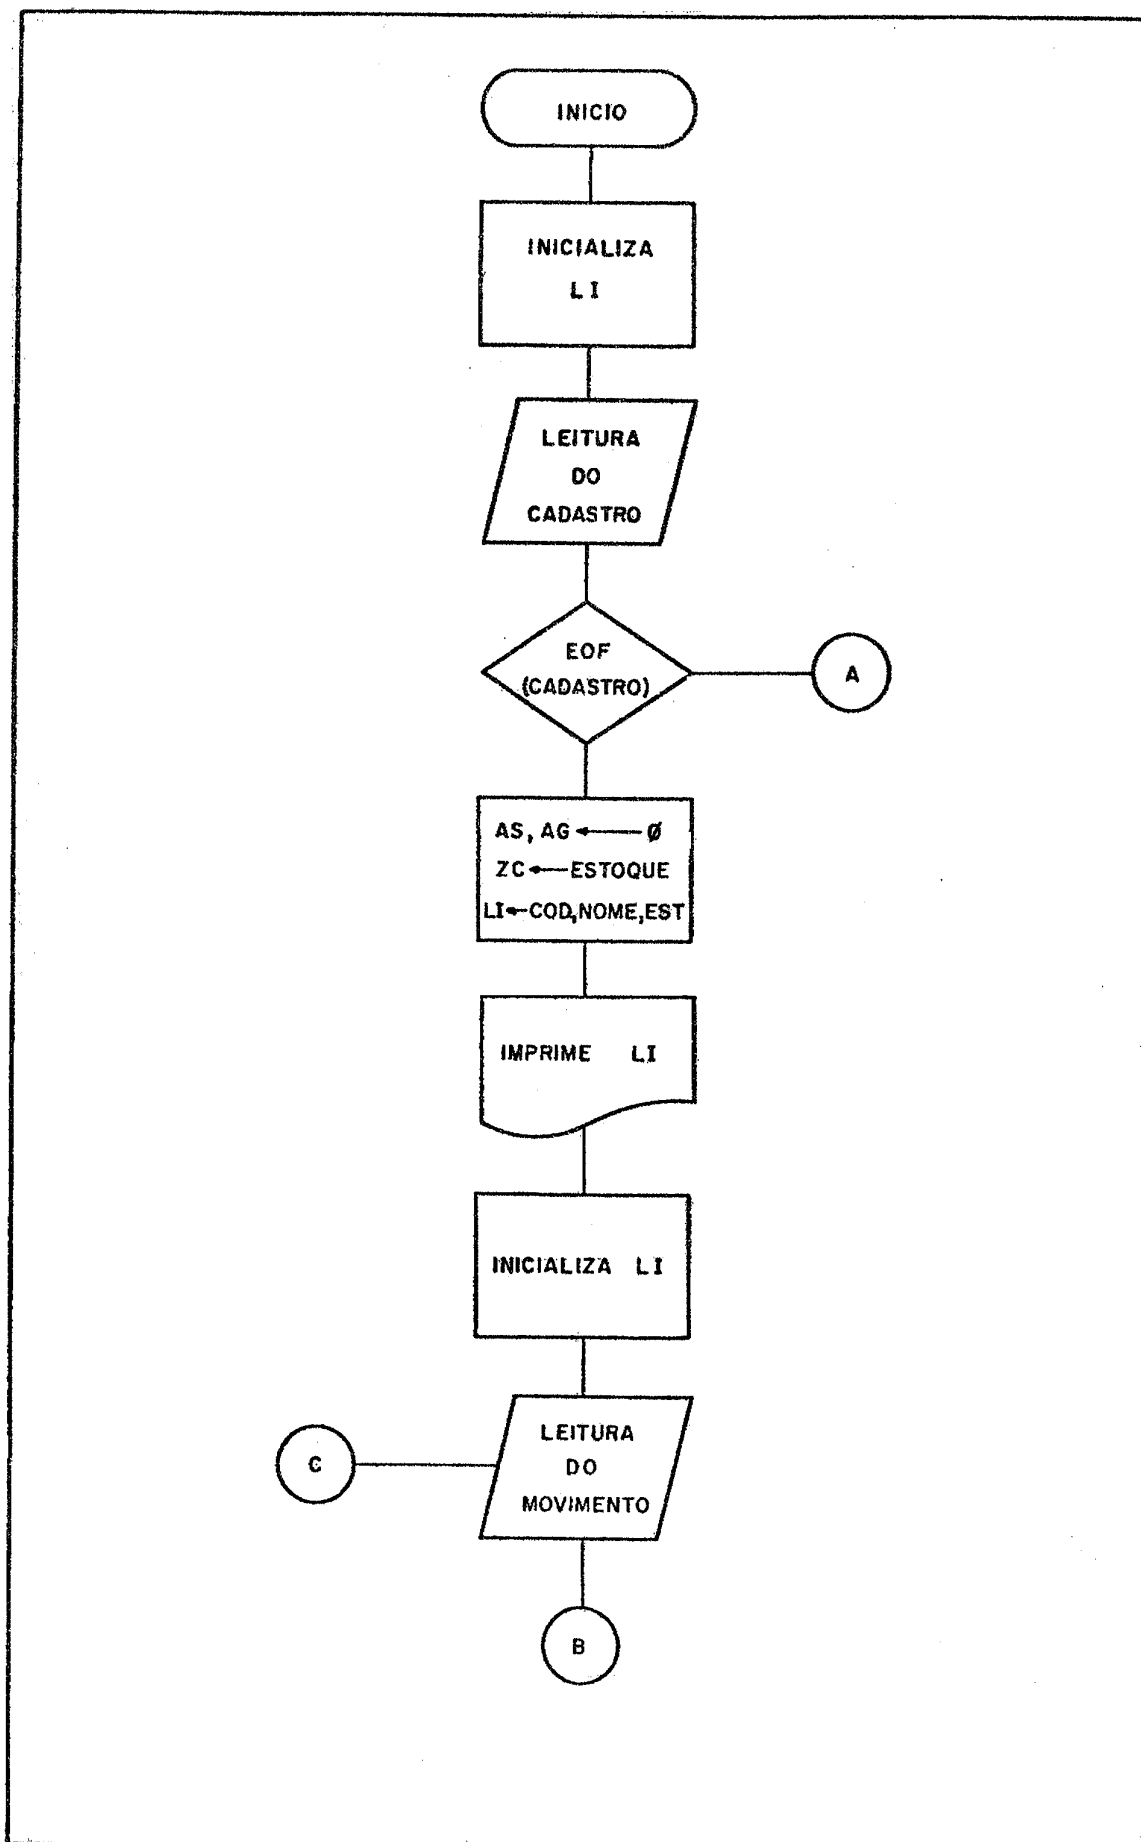 INICIO
INICIALIZA
LI
LEITURA
DO
CADASTRO
EOF
(CADASTRO)
A
AS, AG ← Ø
ZC ← ESTOQUE
LI ← COD, NOME, EST
IMPRIME LI
INICIALIZA LI
LEITURA
DO
MOVIMENTO
C
B